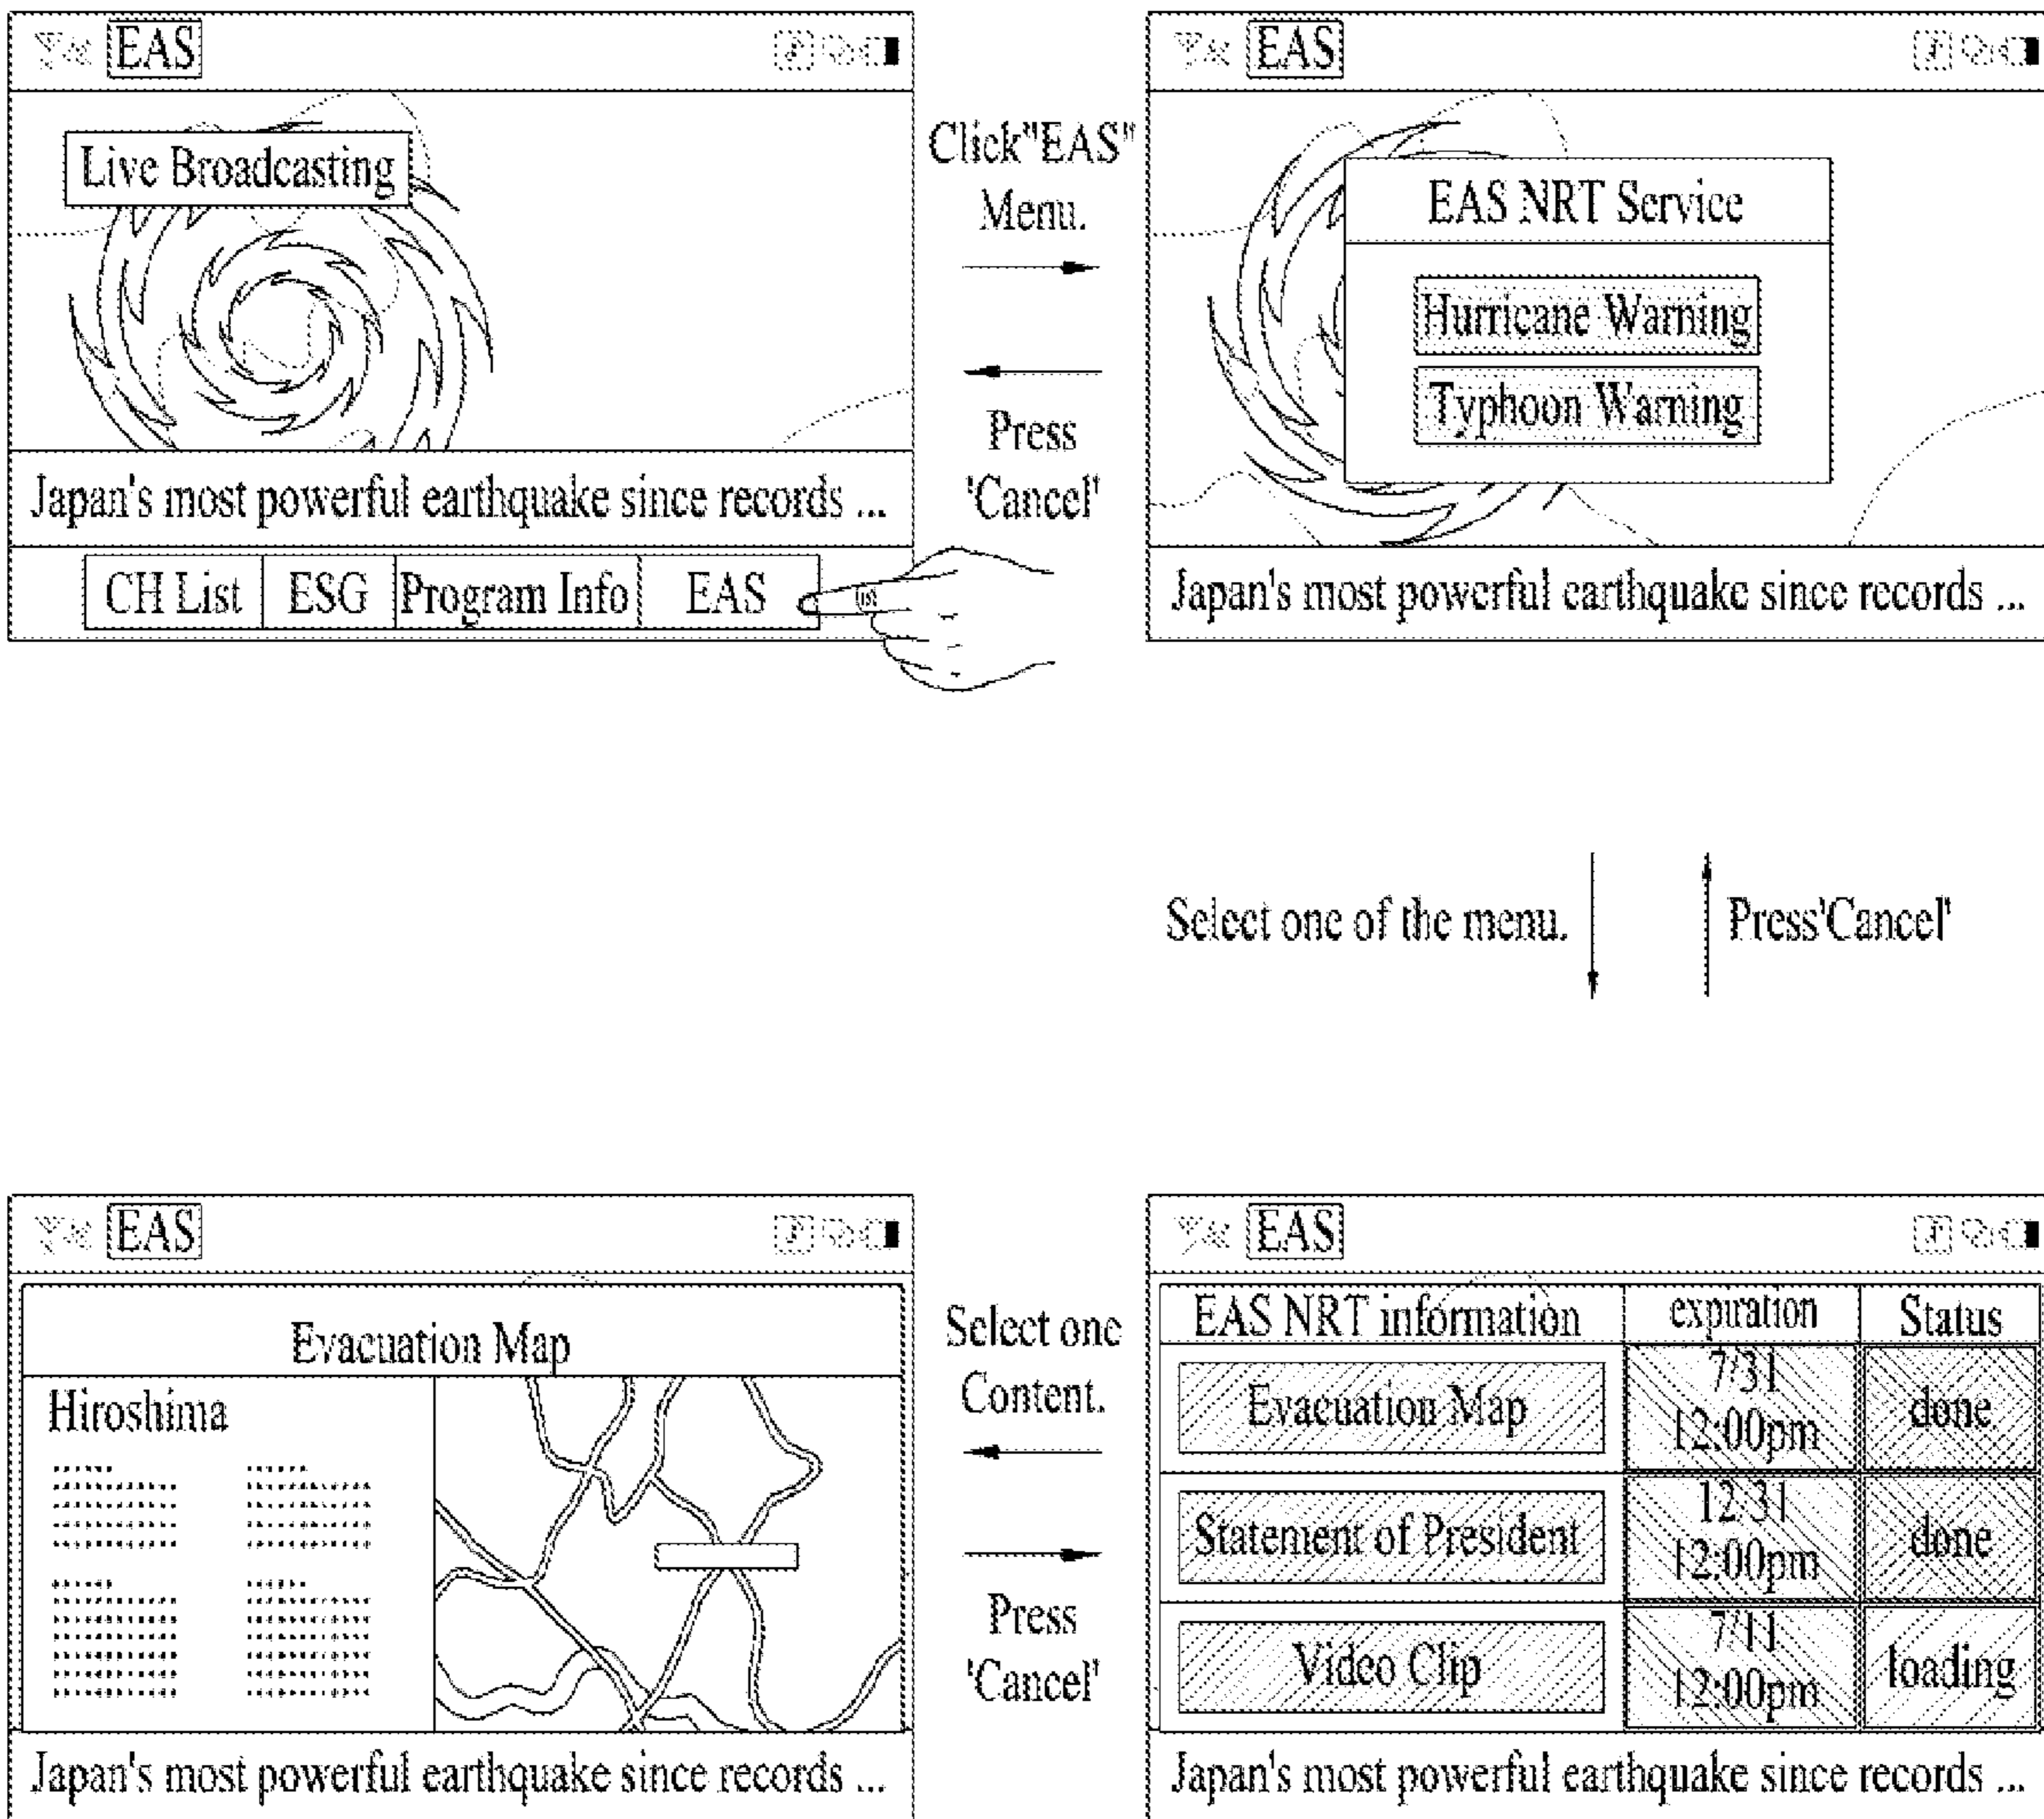 EAS
Live Broadcasting
Japan's most powerful earthquake since records ...
CH List ESG Program Info EAS
Click"EAS"
Menu.
Press
'Cancel'
EAS
EAS NRT Service
Hurricane Warning
Typhoon Warning
Japan's most powerful earthquake since records ...
Select one of the menu.
Press'Cancel'
EAS
EAS NRT information expiration Status
Evacuation Map 7/31 12:00pm done
Statement of President 12/31 12:00pm done
Video Clip 7/11 12:00pm loading
Japan's most powerful earthquake since records ...
Select one
Content.
Press
'Cancel'
EAS
Evacuation Map
Hiroshima
Japan's most powerful earthquake since records ...